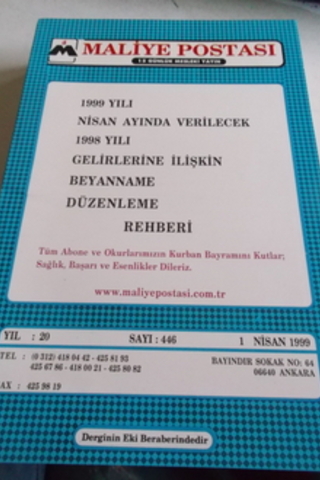 MALİYE POSTASI
15 GÜNLÜK MESLEKİ YAYIN
1999 YILI
NİSAN AYINDA VERİLECEK
1998 YILI
GELİRLERİNE İLİŞKİN
BEYANNAME
DÜZENLEME
REHBERİ
Tüm Abone ve Okurlarımızın Kurban Bayramını Kutlar;
Sağlık, Başarı ve Esenlikler Dileriz.
www.maliyepostasi.com.tr
YIL : 20 SAYI : 446 1 NİSAN 1999
TEL : (0 312) 418 04 42 - 425 81 93
425 67 86 - 418 00 21 - 425 80 82
BAYINDIR SOKAK NO: 64
06640 ANKARA
FAX : 425 98 19
Derginin Eki Beraberindedir